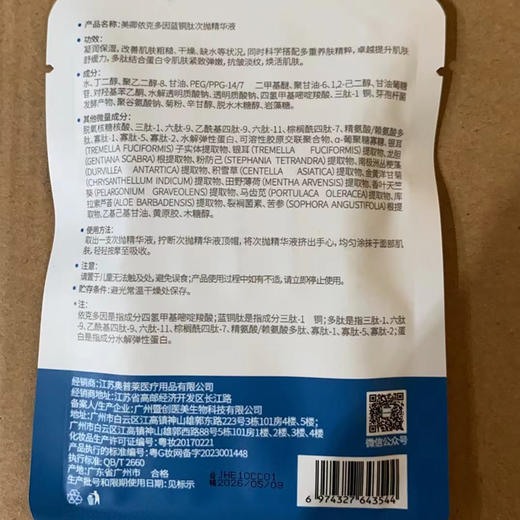 产品名称:美卿依克多因蓝铜肽次抛精华液
功效:
凝润保湿,改善肌肤粗糙、干燥、缺水等状况,同时科学搭配多重养肤精粹,卓越提升肌肤
舒缓力。多肽结合蛋白令肌肤紧致弹嫩,抗皱淡纹,焕活肌肤。
成分:
水、丁二醇、聚乙二醇-8、甘油、PEG/PPG-14/7 二甲基醚、聚甘油-6、1,2-己二醇、甘油葡糖
苷、对羟基苯乙酮、水解透明质酸钠、透明质酸钠、四氢甲基嘧啶羧酸、三肽-1 铜、芽孢杆菌
发酵产物、聚谷氨酸钠、菊粉、辛甘醇、脱水木糖醇、岩藻糖。
其他微量成分:
脱氧核糖核酸、三肽-1、六肽-9、乙酰基四肽-9、六肽-11、棕榈酰四肽-7、精氨酸/赖氨酸多
肽、寡肽-1、寡肽-5、寡肽-2、水解弹性蛋白、可溶性胶原交联聚合、α-葡聚糖寡糖、银耳
(TREMELLA FUCIFORMIS)子实体提取物、银耳(TREMELLA FUCIFORMIS)提取物、龙胆
(GENTIANA SCABRA)根提取物、粉防己(STEPHANIA TETRANDRA)提取物、南极洲公牛藻
(DURVILLEA ANTARTICA)提取物、积雪草(CENTELLA ASIATICA)提取物、金黄洋甘菊
(CHRYSANTHELLUM INDICUM)提取物、田野薄荷(MENTHA ARVENSIS)提取物、香叶天竺
葵(PELARGONIUM GRAVEOLENS)提取物、马齿苋(PORTULACA OLERACEA)提取物、库
拉索芦荟(ALOE BARBADENSIS)提取物、裂裥菌素、苦参(SOPHORA ANGUSTIFOLIA)根提
取物、乙基己基甘油、黄原胶、木糖醇。
使用方法:
取出一支次抛精华液,拧断次抛精华液顶帽,将次抛精华液挤出手心,均匀涂抹于面部肌
肤,轻轻按摩至吸收。
注意:
请置于儿童无法触及处,避免误食;产品使用过程中如有不适,请立即停止使用。
贮存条件:避光常温干燥处保存。
注:
依克多因是指成分四氢甲基嘧啶羧酸;蓝铜肽是指成分三肽-1 铜;多肽是指三肽-1、六肽
-9、乙酰基四肽-9、六肽-11、棕榈酰四肽-7、精氨酸/赖氨酸多肽、寡肽-1、寡肽-5、寡肽-2;蛋
白是指成分水解弹性蛋白。
经销商:江苏奥普莱医疗用品有限公司
经销商地址:江苏省高邮经济开发区长江路
备案人/生产企业:广州暨创医美生物科技有限公司
地址:广州市白云区江高镇神山雄郭东路223号3栋101房4楼、5楼;
广州市白云区江高镇神山雄郭西路88号5栋101房1楼、2楼、3楼、4楼
化妆品生产许可证编号:粤妆20170221
备案编号:粤G妆网备字2023001448
执行标准:QB/T 2660
产地:广东省广州市 合格
生产批号和限期使用日期:见标示
微信公众号
JHE10CC01
2026/05/09
6 974327 643544